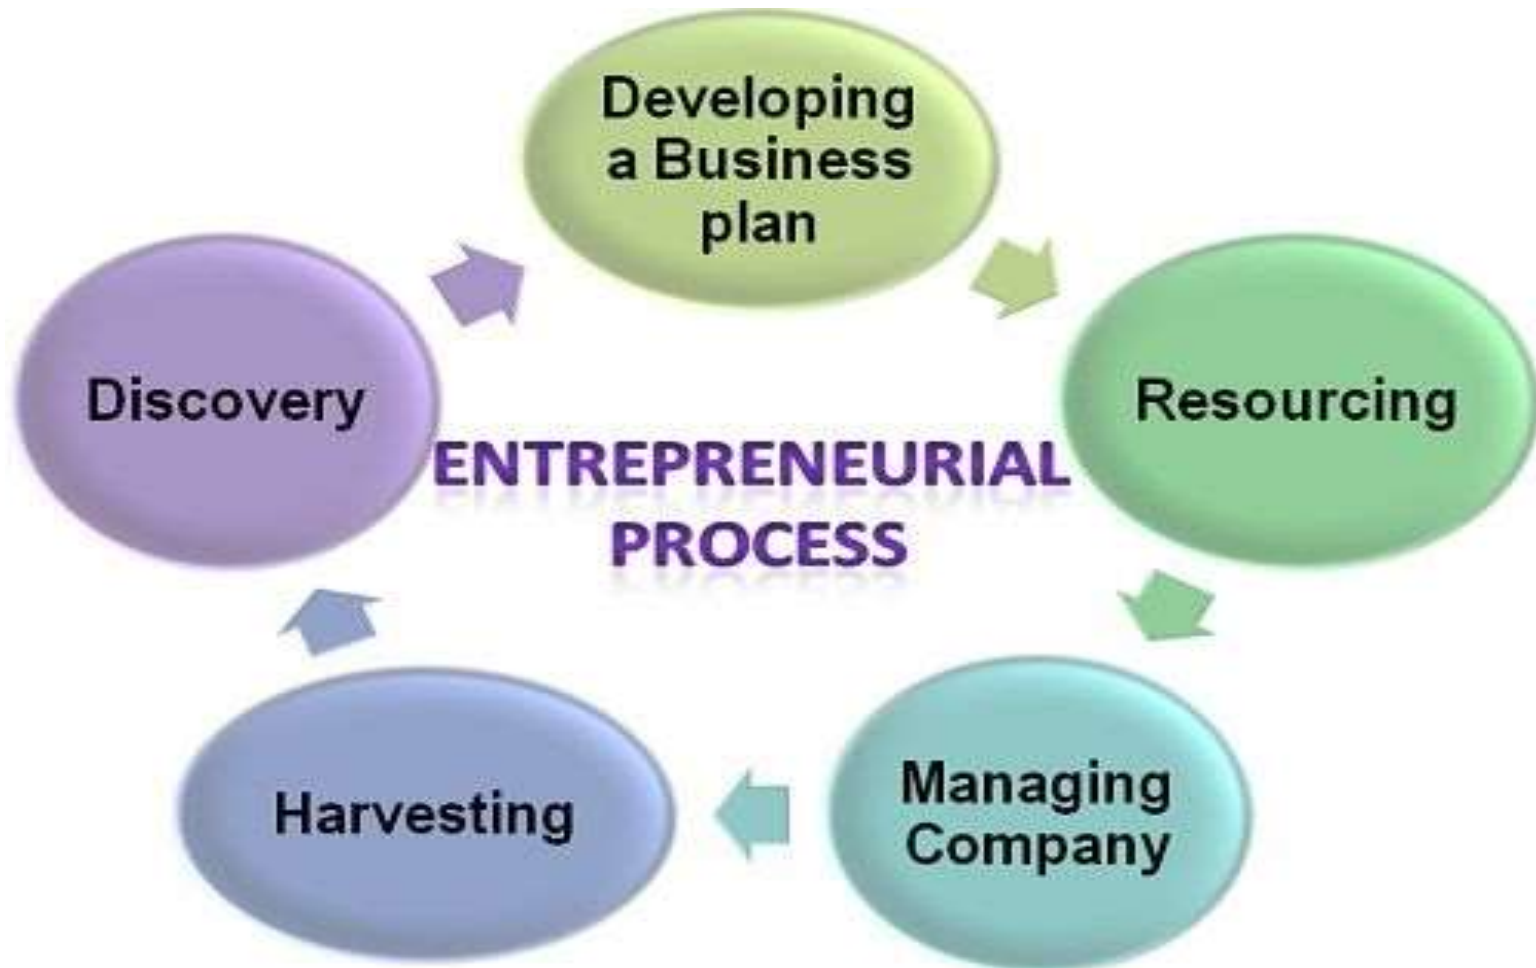 Developing
a Business
plan
Discovery
Resourcing
ENTREPRENEURIAL
PROCESS
Harvesting
Managing
Company